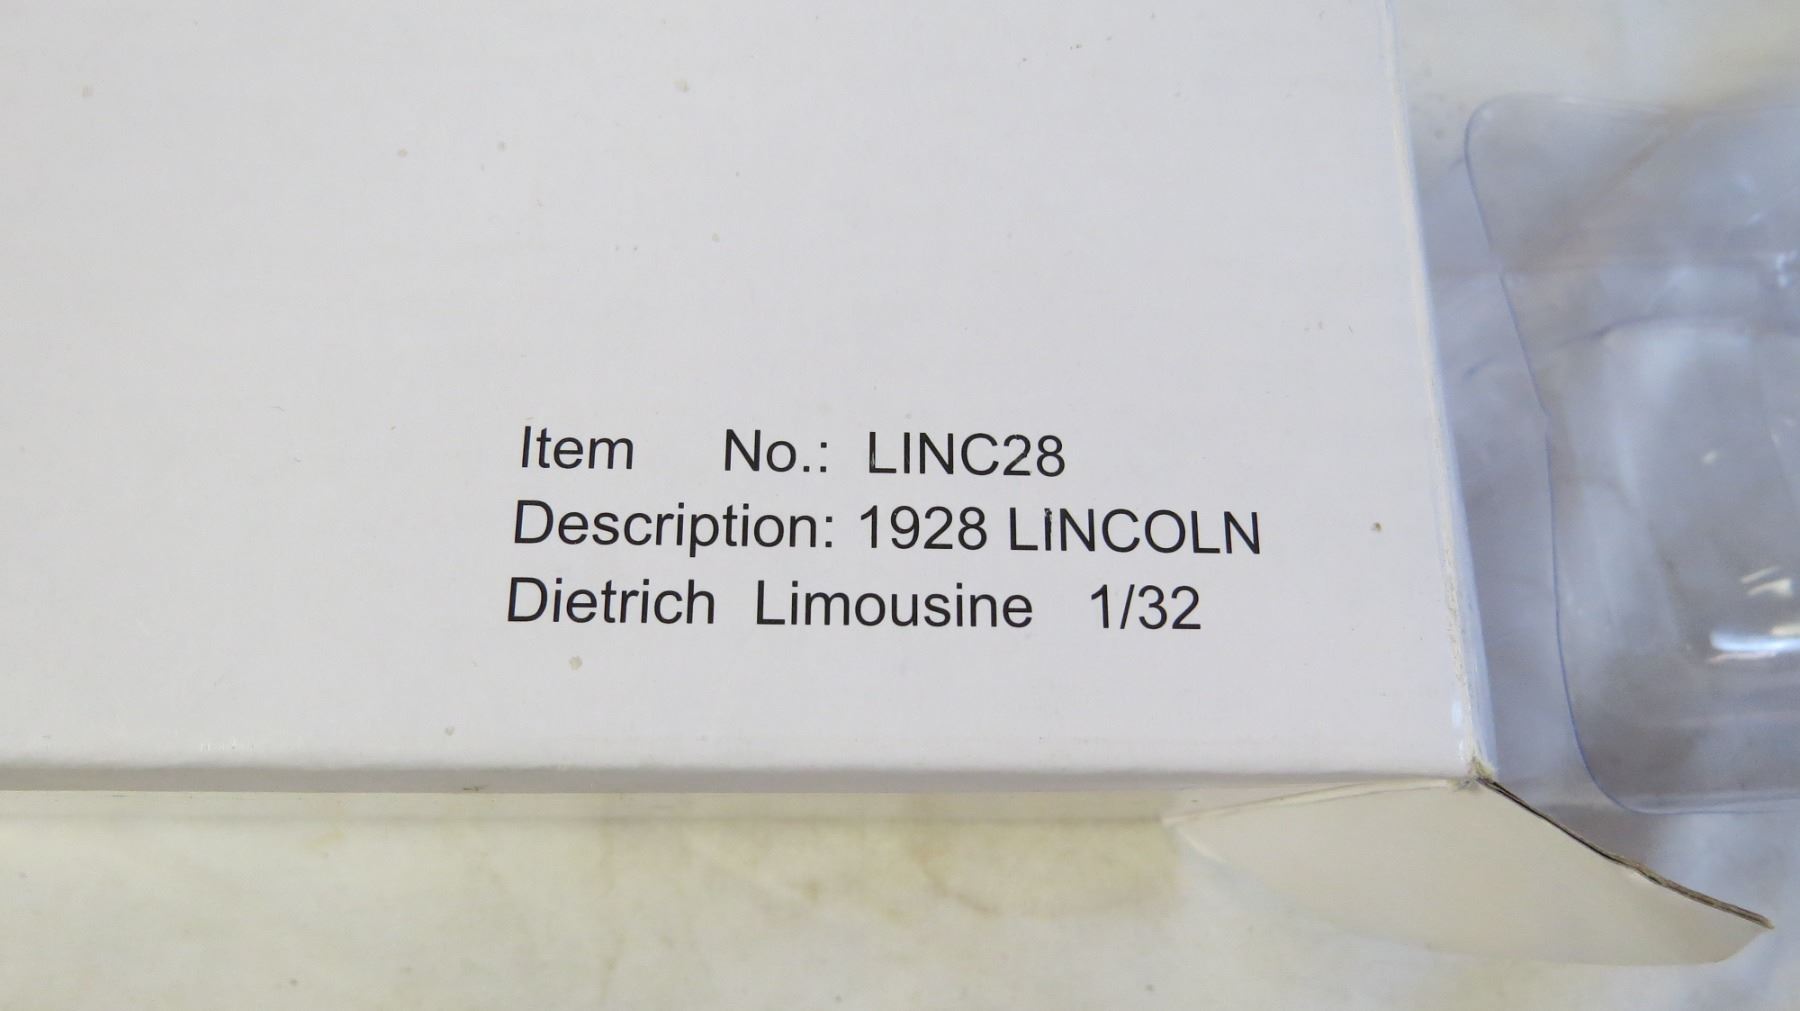 Item No.: LINC28
Description: 1928 LINCOLN
Dietrich Limousine 1/32